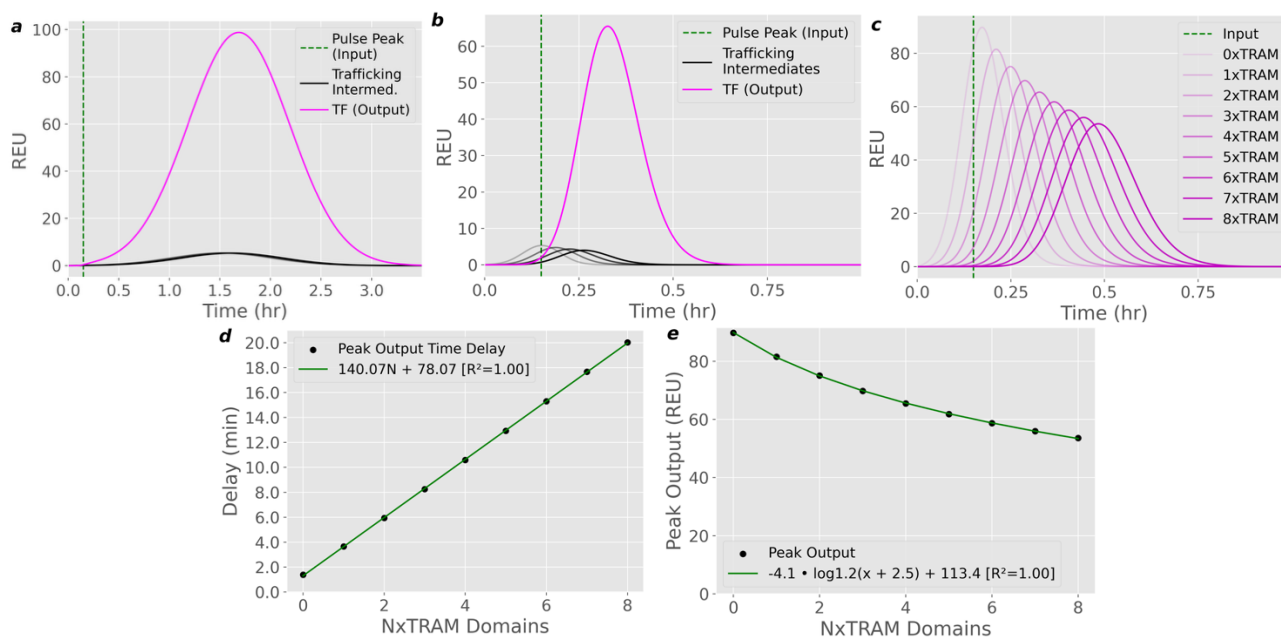 a
REU
100
80
60
40
20
0
0.0 0.5 1.0 1.5 2.0 2.5 3.0
Time (hr)
Pulse Peak
(Input)
Trafficking
Intermed.
TF (Output)
b
REU
60
50
40
30
20
10
0
0.00 0.25 0.50 0.75
Time (hr)
Pulse Peak (Input)
Trafficking
Intermediates
TF (Output)
c
REU
80
60
40
20
0
0.00 0.25 0.50 0.75
Time (hr)
Input
0xTRAM
1xTRAM
2xTRAM
3xTRAM
4xTRAM
5xTRAM
6xTRAM
7xTRAM
8xTRAM
d
Delay (min)
20.0
18.0
16.0
14.0
12.0
10.0
8.0
6.0
4.0
2.0
0.0
0 2 4 6 8
NxTRAM Domains
Peak Output Time Delay
140.07N + 78.07 [R²=1.00]
e
Peak Output (REU)
80
60
40
20
0
0 2 4 6 8
NxTRAM Domains
Peak Output
-4.1 • log1.2(x + 2.5) + 113.4 [R²=1.00]